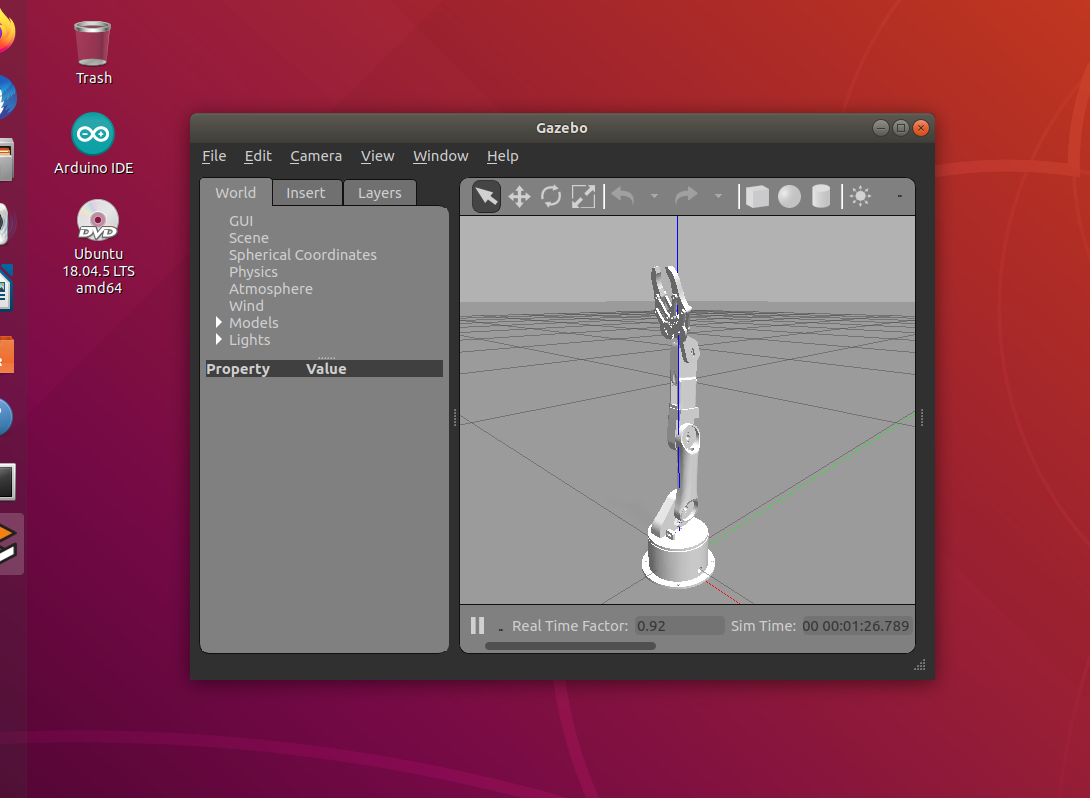 Trash
Arduino IDE
Ubuntu
18.04.5 LTS
amd64
Gazebo
File Edit Camera View Window Help
World Insert Layers
GUI
Scene
Spherical Coordinates
Physics
Atmosphere
Wind
Models
Lights
Property Value
Real Time Factor: 0.92 Sim Time: 00 00:01:26.789